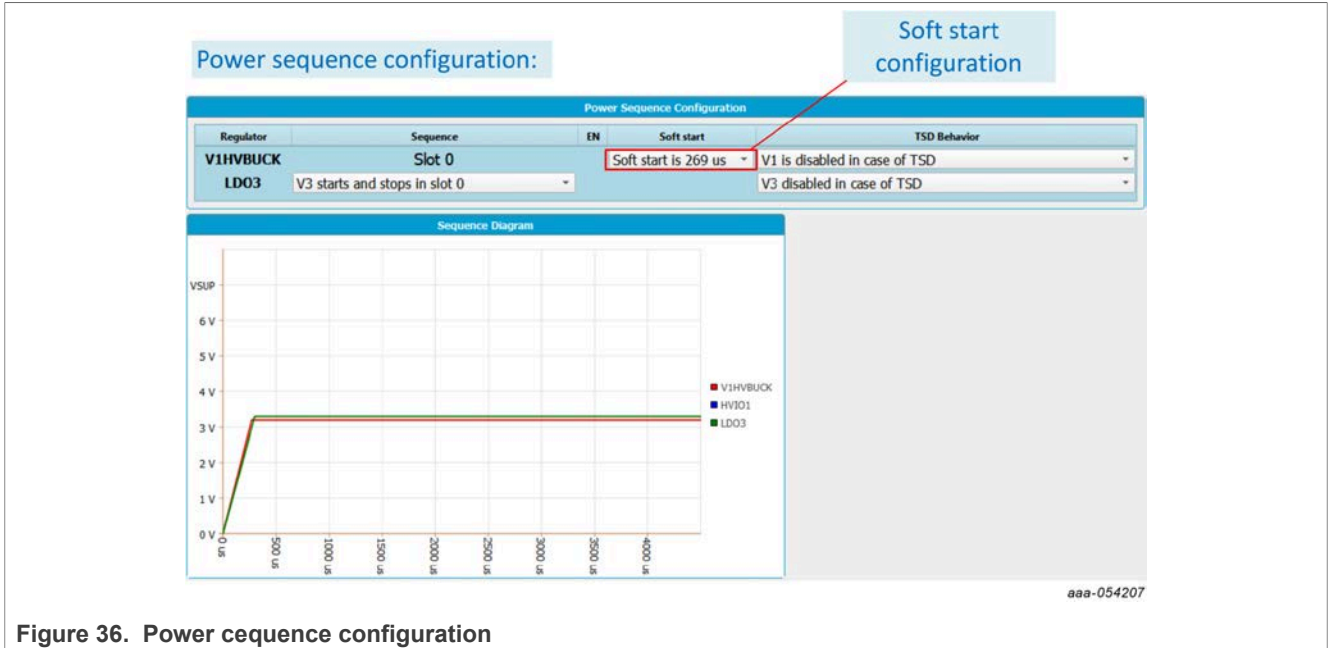 Soft start
configuration
Power sequence configuration:
Power Sequence Configuration
Regulator Sequence EN Soft start TSD Behavior
V1HVBUCK Slot 0 Soft start is 269 us V1 is disabled in case of TSD
LDO3 V3 starts and stops in slot 0 V3 disabled in case of TSD
Sequence Diagram
VSUP
6 V
5 V
4 V
3 V
2 V
1 V
0 V
V1HVBUCK
HVIO1
LDO3
0 us
500 us
1000 us
1500 us
2000 us
2500 us
3000 us
3500 us
4000 us
aaa-054207
Figure 36. Power cequence configuration